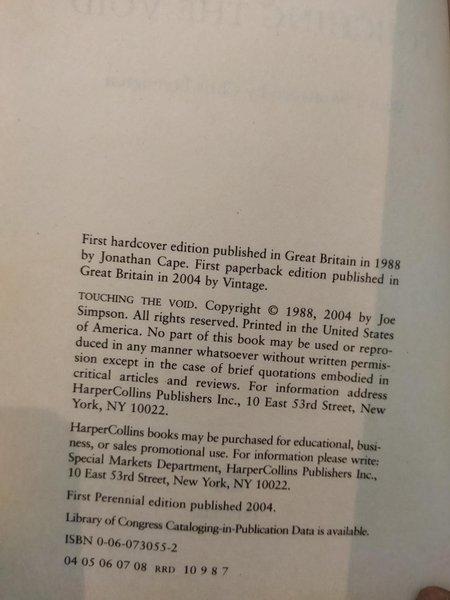 First hardcover edition published in Great Britain in 1988
by Jonathan Cape. First paperback edition published in
Great Britain in 2004 by Vintage.
TOUCHING THE VOID. Copyright © 1988, 2004 by Joe
Simpson. All rights reserved. Printed in the United States
of America. No part of this book may be used or repro-
duced in any manner whatsoever without written permis-
sion except in the case of brief quotations embodied in
critical articles and reviews. For information address
HarperCollins Publishers Inc., 10 East 53rd Street, New
York, NY 10022.
HarperCollins books may be purchased for educational, busi-
ness, or sales promotional use. For information please write:
Special Markets Department, HarperCollins Publishers Inc.,
10 East 53rd Street, New York, NY 10022.
First Perennial edition published 2004.
Library of Congress Cataloging-in-Publication Data is available.
ISBN 0-06-073055-2
04 05 06 07 08 RRD 10 9 8 7